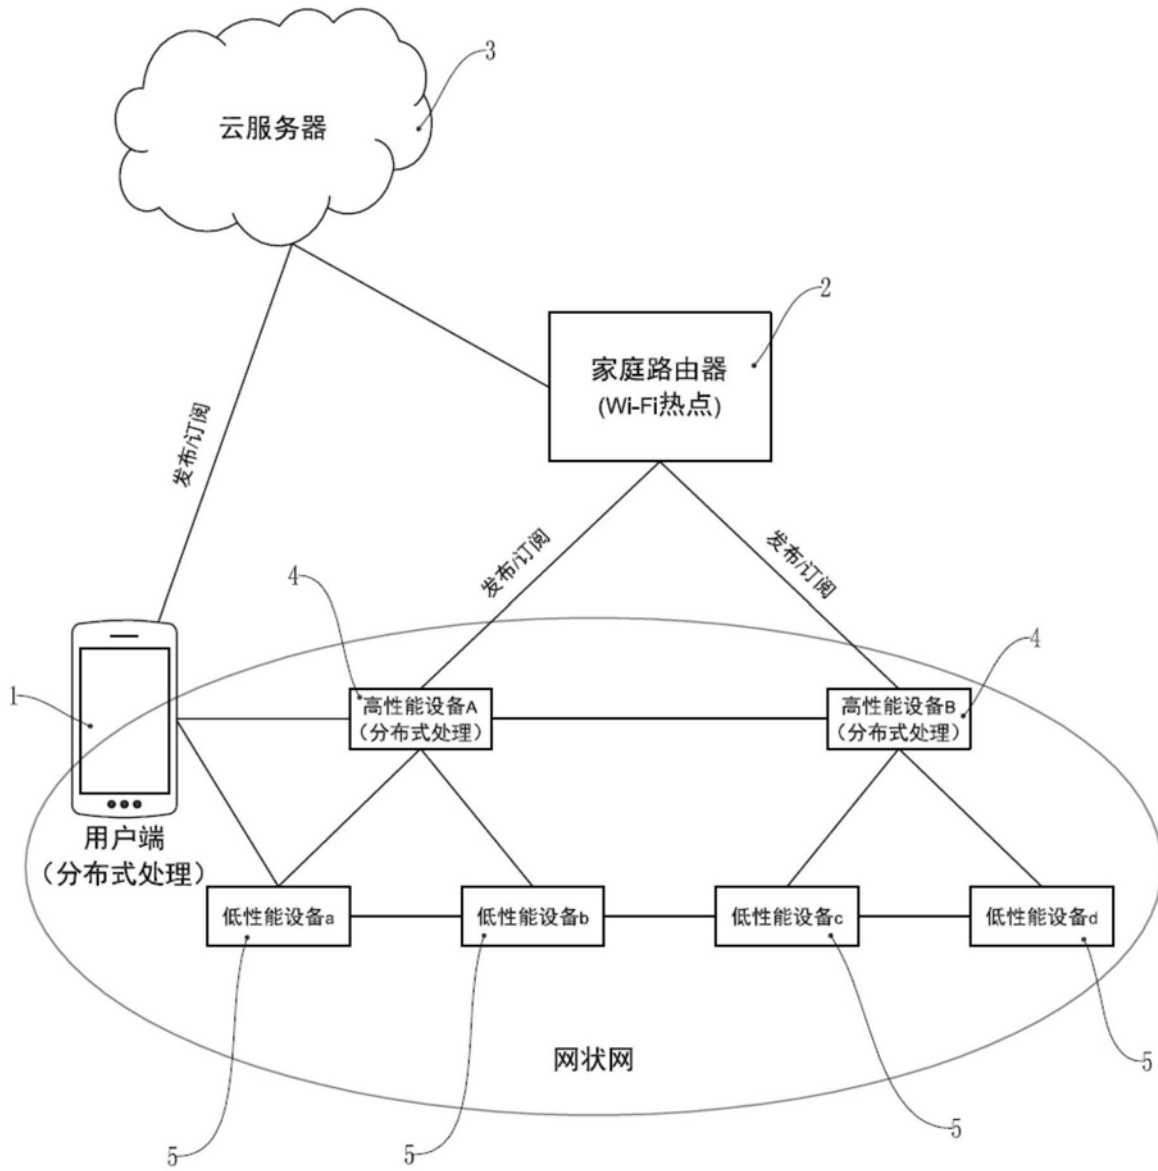 3
云服务器
2
家庭路由器
(Wi-Fi热点)
发布/订阅
发布/订阅
发布/订阅
4
4
1
高性能设备A
（分布式处理）
高性能设备B
（分布式处理）
用户端
（分布式处理）
低性能设备a
低性能设备b
低性能设备c
低性能设备d
网状网
5
5
5
5